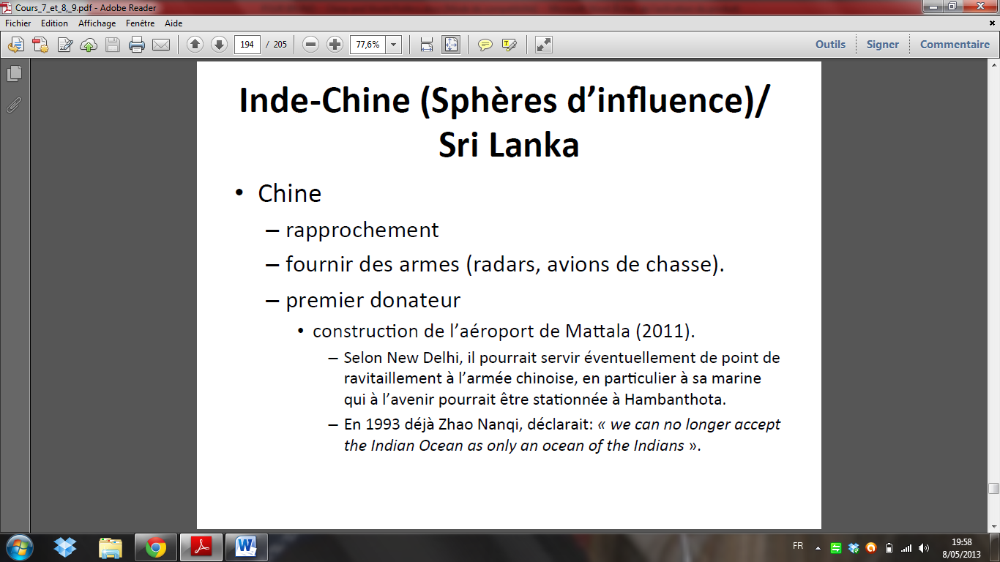 Cours_7_et_8,_9.pdf - Adobe Reader
Fichier Edition Affichage Fenêtre Aide
194 / 205 77,6% Outils Signer Commentaire
Inde-Chine (Sphères d’influence)/
Sri Lanka
• Chine
– rapprochement
– fournir des armes (radars, avions de chasse).
– premier donateur
• construction de l’aéroport de Mattala (2011).
– Selon New Delhi, il pourrait servir éventuellement de point de
ravitaillement à l’armée chinoise, en particulier à sa marine
qui à l’avenir pourrait être stationnée à Hambanthota.
– En 1993 déjà Zhao Nanqi, déclarait: « we can no longer accept
the Indian Ocean as only an ocean of the Indians ».
FR 19:58
8/05/2013